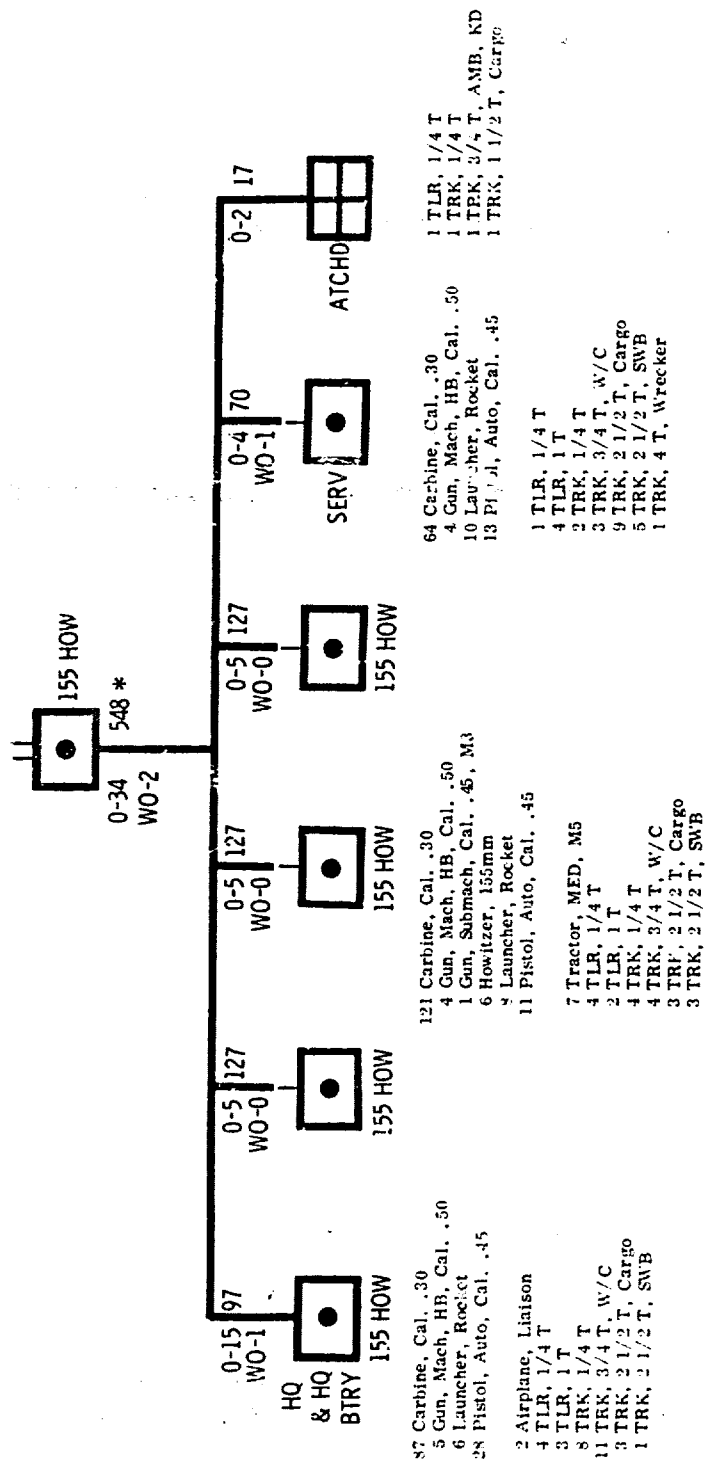 155 HOW
0-34 548 *
WO-2
0-15 97
WO-1
HQ
& HQ
BTRY
155 HOW
0-5 127
WO-0
155 HOW
0-5 127
WO-0
155 HOW
0-5 127
WO-0
155 HOW
0-4 70
WO-1
SERV
0-2 17
ATCHD
87 Carbine, Cal. .30
5 Gun, Mach, HB, Cal. .50
6 Launcher, Rocket
28 Pistol, Auto, Cal. .45
2 Airplane, Liaison
4 TLR, 1/4 T
3 TLR, 1 T
8 TRK, 1/4 T
11 TRK, 3/4 T, W/C
3 TRK, 2 1/2 T, Cargo
1 TRK, 2 1/2 T, SWB
121 Carbine, Cal. .30
4 Gun, Mach, HB, Cal. .50
1 Gun, Submach, Cal. .45, M3
6 Howitzer, 155mm
Launcher, Rocket
11 Pistol, Auto, Cal. .45
7 Tractor, MED, M5
4 TLR, 1/4 T
2 TLR, 1 T
4 TRK, 1/4 T
4 TRK, 3/4 T, W/C
3 TRK, 2 1/2 T, Cargo
3 TRK, 2 1/2 T, SWB
64 Carbine, Cal. .30
4 Gun, Mach, HB, Cal. .50
10 Launcher, Rocket
13 Pistol, Auto, Cal. .45
1 TLR, 1/4 T
4 TLR, 1 T
2 TRK, 1/4 T
3 TRK, 3/4 T, W/C
9 TRK, 2 1/2 T, Cargo
5 TRK, 2 1/2 T, SWB
1 TRK, 4 T, Wrecker
1 TLR, 1/4 T
1 TRK, 1/4 T
1 TRK, 3/4 T, AMB, KD
1 TRK, 1 1/2 T, Cargo